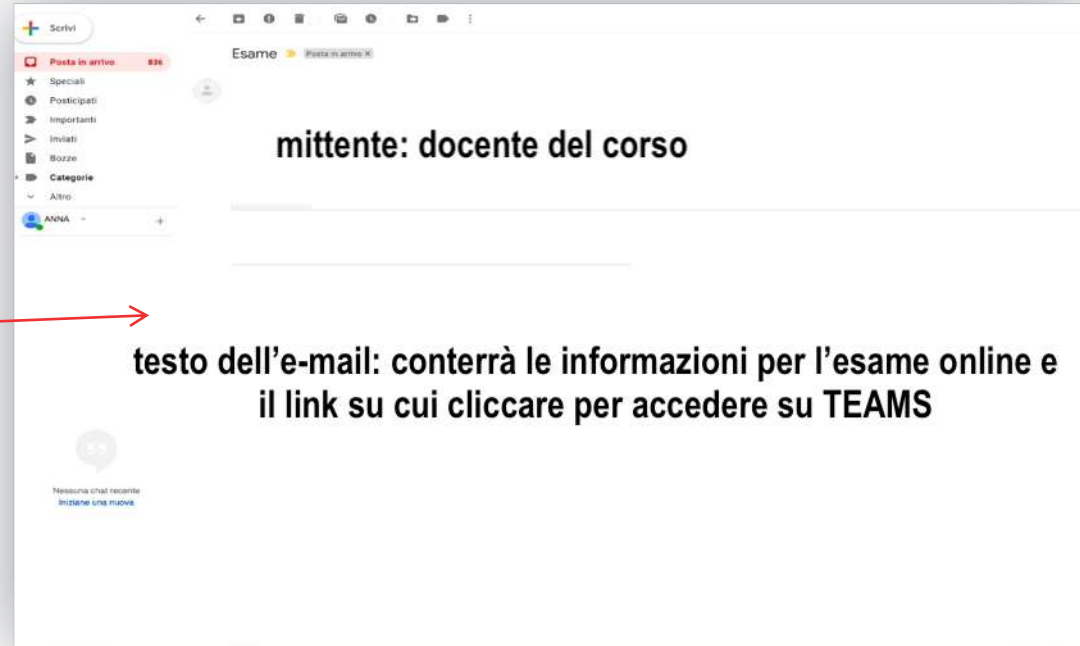 Scrivi
Posta in arrivo 836
Speciali
Posticipati
Importanti
Inviati
Bozze
Categorie
Altro
ANNA
Esame Posta in arrivo X
mittente: docente del corso
testo dell'e-mail: conterrà le informazioni per l'esame online e
il link su cui cliccare per accedere su TEAMS
Nessuna chat recente
Iniziane una nuova